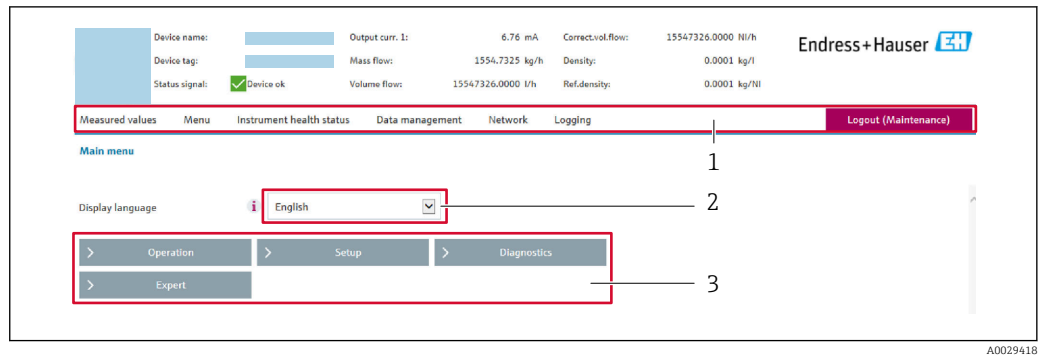 Device name: Output curr. 1: 6.76 mA Correct.vol.flow: 15547326.0000 Nl/h
Endress+Hauser EH
Device tag: Mass flow: 1554.7325 kg/h Density: 0.0001 kg/l
Status signal: Device ok Volume flow: 15547326.0000 l/h Ref.density: 0.0001 kg/Nl
Measured values Menu Instrument health status Data management Network Logging Logout (Maintenance)
1
Main menu
Display language i English 2
> Operation > Setup > Diagnostics
> Expert 3
A0029418